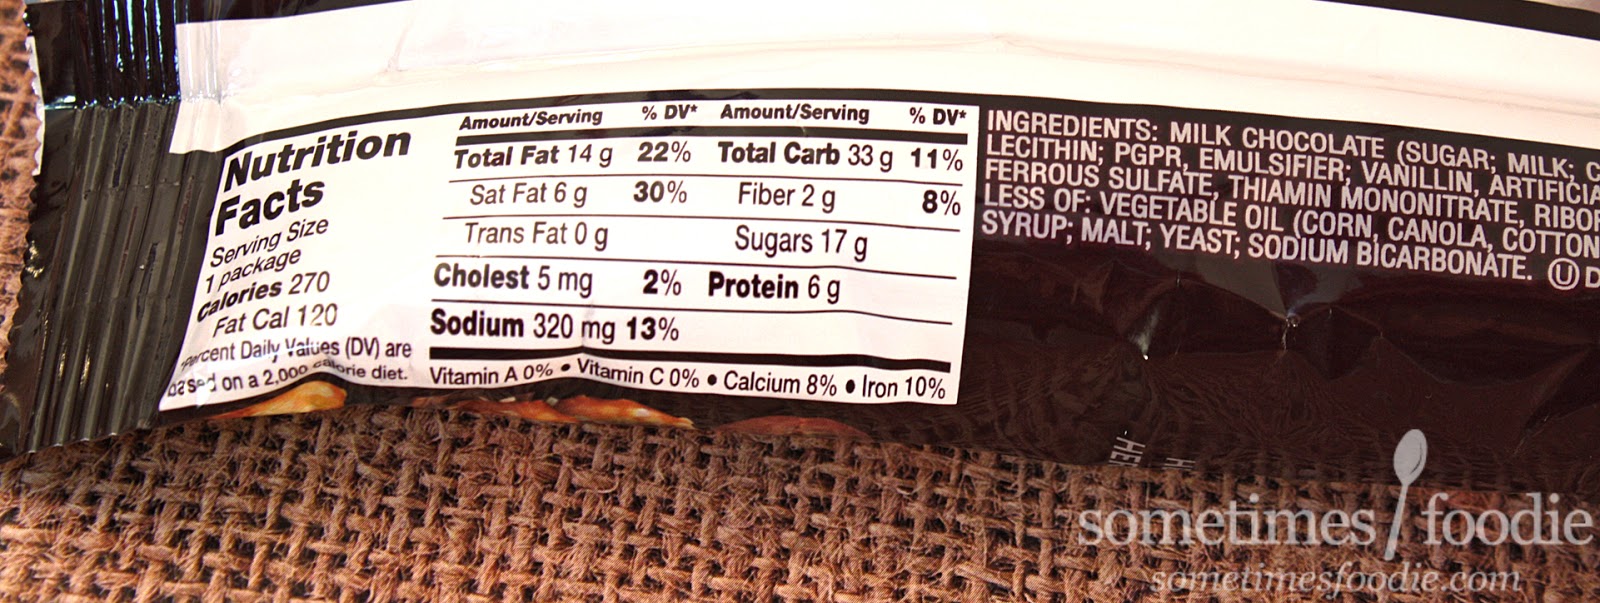 Nutrition
Facts
Serving Size
1 package
Calories 270
Fat Cal 120
*Percent Daily Values (DV) are
based on a 2,000 calorie diet.
Amount/Serving % DV* Amount/Serving % DV*
Total Fat 14 g 22% Total Carb 33 g 11%
Sat Fat 6 g 30% Fiber 2 g 8%
Trans Fat 0 g Sugars 17 g
Cholest 5 mg 2% Protein 6 g
Sodium 320 mg 13%
Vitamin A 0% • Vitamin C 0% • Calcium 8% • Iron 10%
INGREDIENTS: MILK CHOCOLATE (SUGAR; MILK; C
LECITHIN; PGPR, EMULSIFIER; VANILLIN, ARTIFICIA
FERROUS SULFATE, THIAMIN MONONITRATE, RIBOF
LESS OF: VEGETABLE OIL (CORN, CANOLA, COTTON
SYRUP; MALT; YEAST; SODIUM BICARBONATE. Ⓤ D
HE
H
sometimes foodie
sometimesfoodie.com